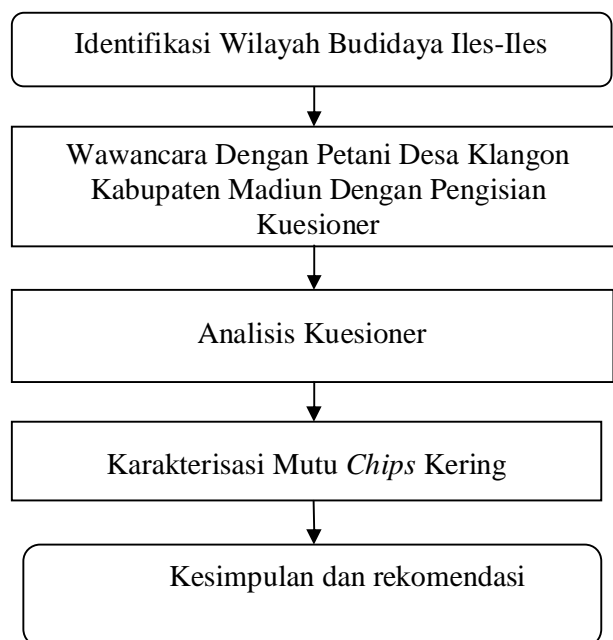 Identifikasi Wilayah Budidaya Iles-Iles
Wawancara Dengan Petani Desa Klangon
Kabupaten Madiun Dengan Pengisian
Kuesioner
Analisis Kuesioner
Karakterisasi Mutu Chips Kering
Kesimpulan dan rekomendasi